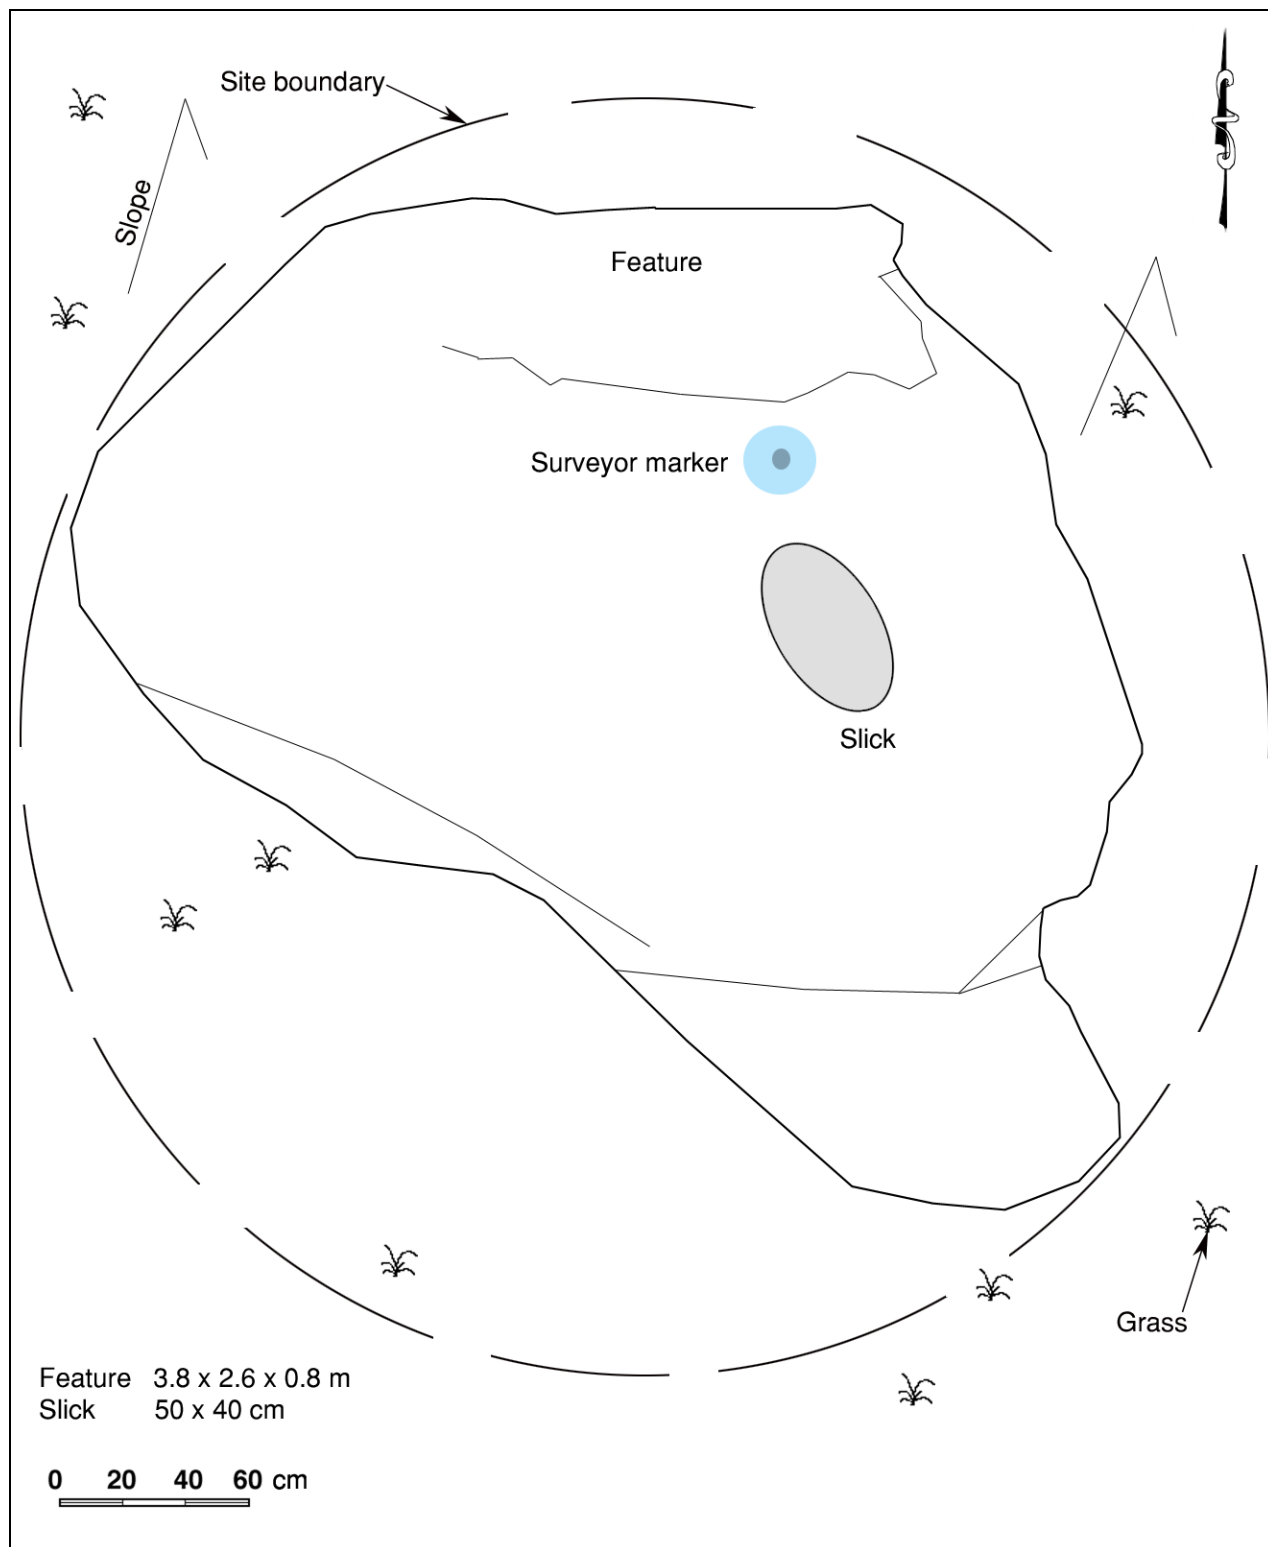 Site boundary
Slope
Feature
Surveyor marker
Slick
Grass
Feature 3.8 x 2.6 x 0.8 m
Slick 50 x 40 cm
0 20 40 60 cm